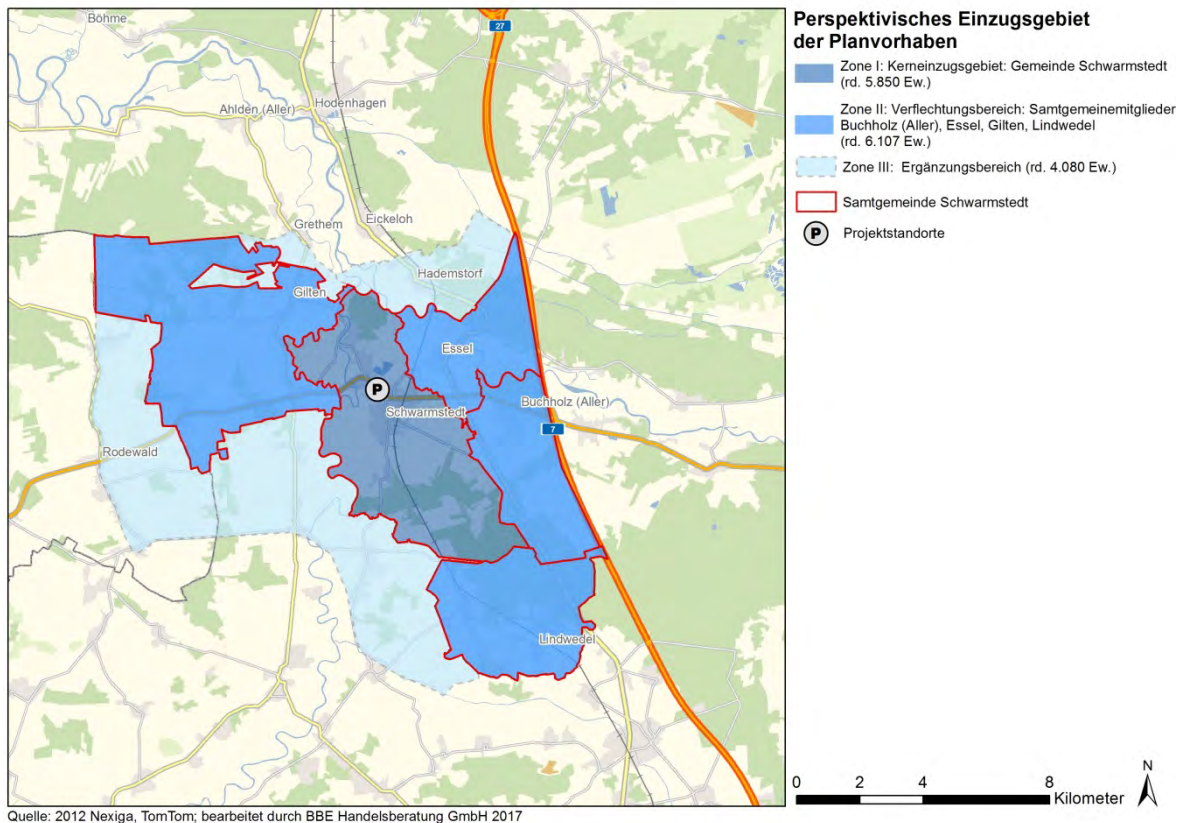 Perspektivisches Einzugsgebiet
der Planvorhaben
Zone I: Kerneinzugsgebiet: Gemeinde Schwarmstedt
(rd. 5.850 Ew.)
Zone II: Verflechtungsbereich: Samtgemeinemitglieder
Buchholz (Aller), Essel, Gilten, Lindwedel
(rd. 6.107 Ew.)
Zone III: Ergänzungsbereich (rd. 4.080 Ew.)
Samtgemeinde Schwarmstedt
P Projektstandorte
Böhme
27
Ahlden (Aller)
Hodenhagen
Grethem
Eickeloh
Hademstorf
Gilten
Essel
P
Schwarmstedt
Buchholz (Aller)
7
Rodewald
Lindwedel
N
0 2 4 8
Kilometer
Quelle: 2012 Nexiga, TomTom; bearbeitet durch BBE Handelsberatung GmbH 2017